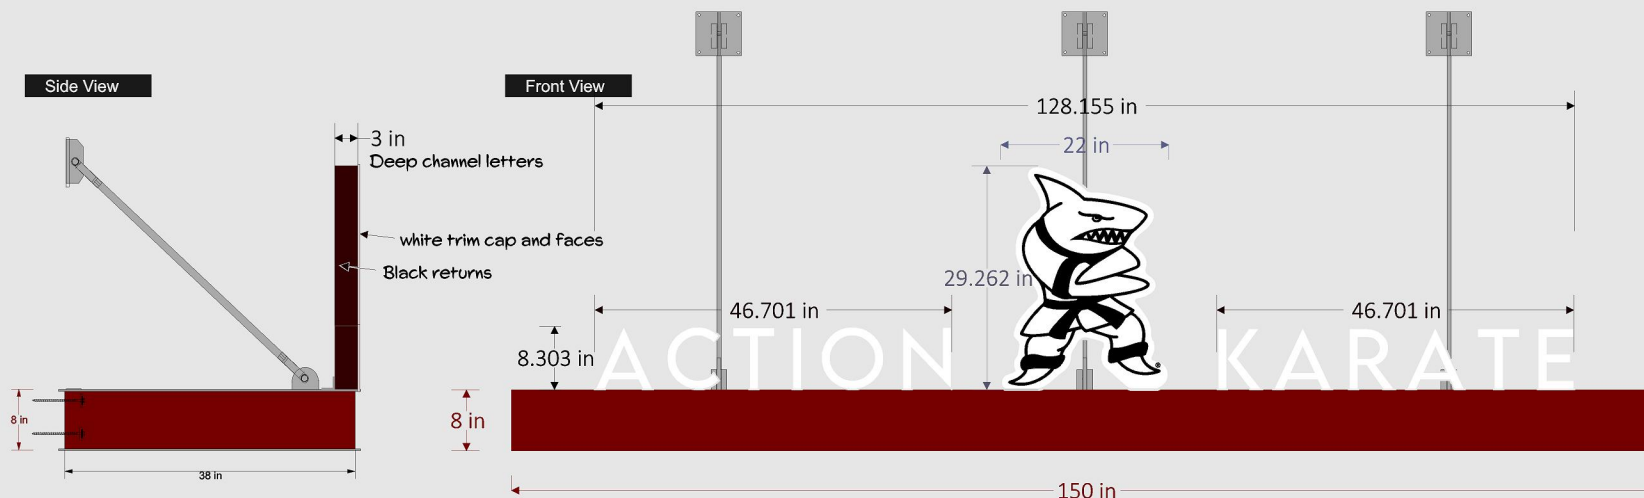 Side View
3 in
Deep channel letters
white trim cap and faces
Black returns
8 in
38 in
Front View
128.155 in
22 in
29.262 in
46.701 in
46.701 in
8.303 in
ACTION KARATE
®
8 in
150 in